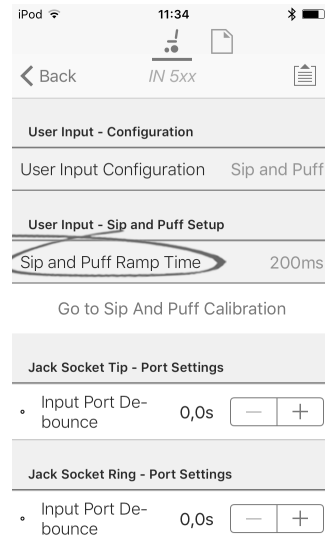 iPod 11:34
Back IN 5xx
User Input - Configuration
User Input Configuration Sip and Puff
User Input - Sip and Puff Setup
Sip and Puff Ramp Time 200ms
Go to Sip And Puff Calibration
Jack Socket Tip - Port Settings
Input Port De-
bounce 0,0s − +
Jack Socket Ring - Port Settings
Input Port De-
bounce 0,0s − +